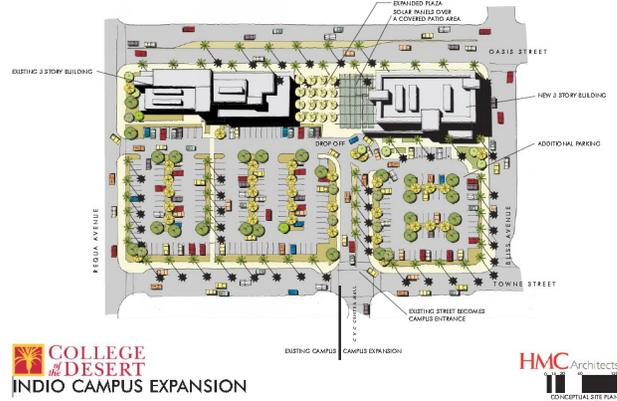 EXPANDED PLAZA
SOLAR PANELS OVER
A COVERED PATIO AREA
OASIS STREET
EXISTING 3 STORY BUILDING
NEW 3 STORY BUILDING
DROP OFF
ADDITIONAL PARKING
REQUA AVENUE
BLISS AVENUE
TOWNE STREET
EXISTING STREET BECOMES
CAMPUS ENTRANCE
EXISTING CAMPUS
CAMPUS EXPANSION
COLLEGE
of the DESERT
INDIO CAMPUS EXPANSION
HMC Architects
CONCEPTUAL SITE PLAN